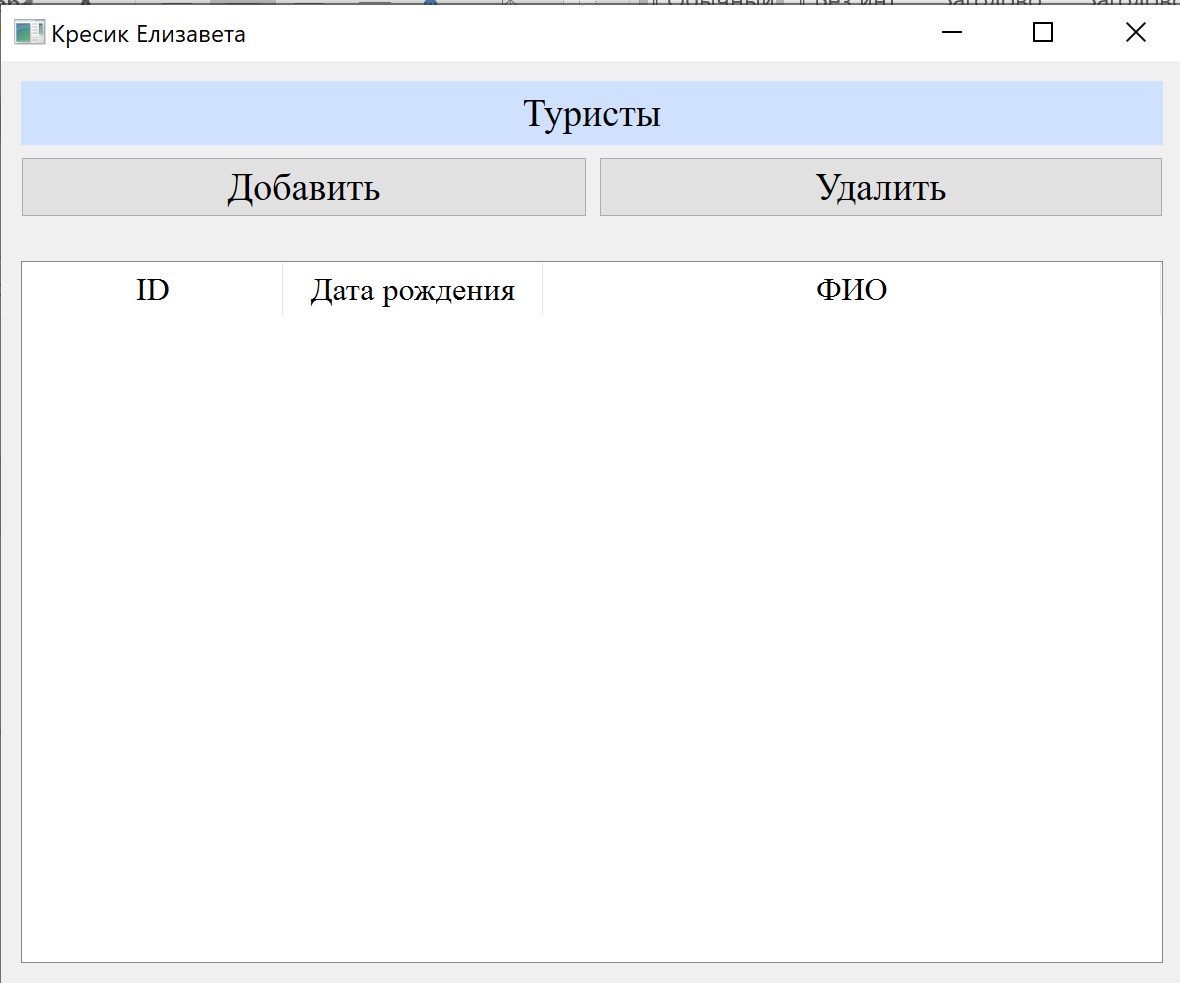 Кресик Елизавета
Туристы
Добавить Удалить
ID Дата рождения ФИО